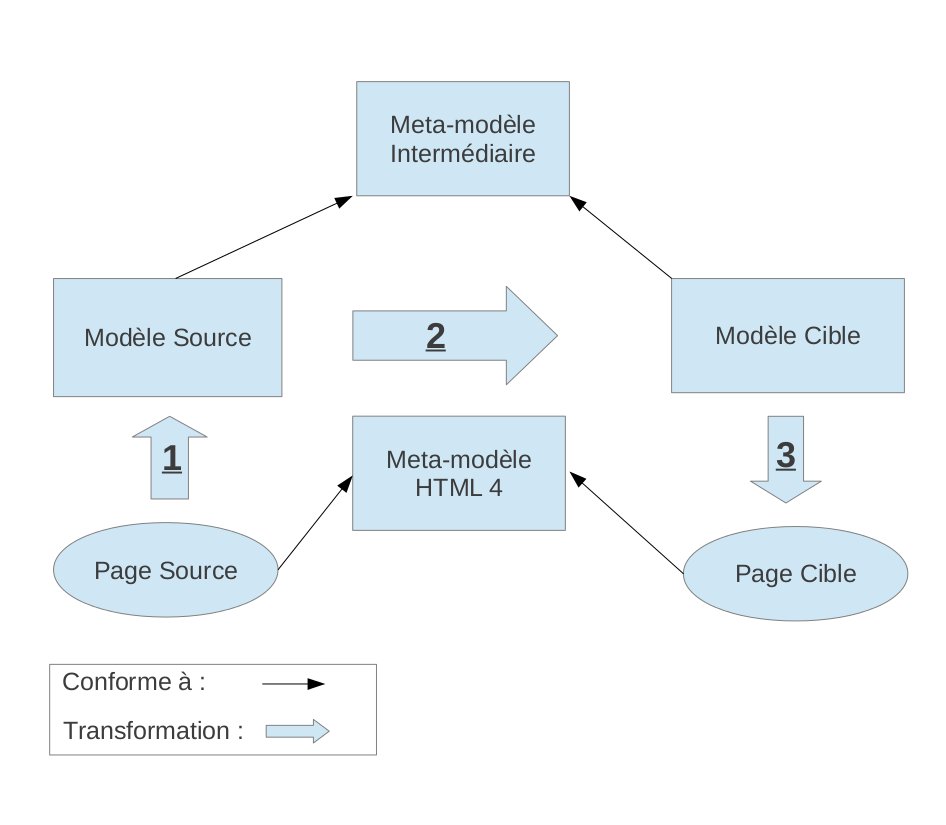 Meta-modèle
Intermédiaire
Modèle Source
2
Modèle Cible
1
Meta-modèle
HTML 4
3
Page Source
Page Cible
Conforme à :
Transformation :